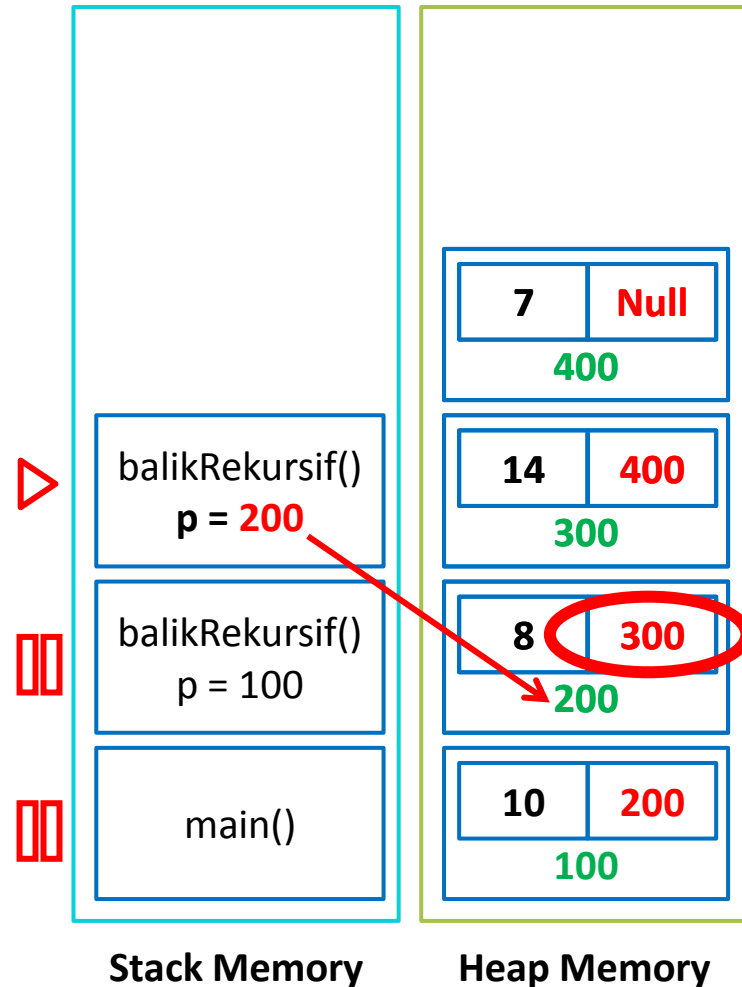 balikRekursif()
p = 200
balikRekursif()
p = 100
main()
Stack Memory
7 Null
400
14 400
300
8 300
200
10 200
100
Heap Memory